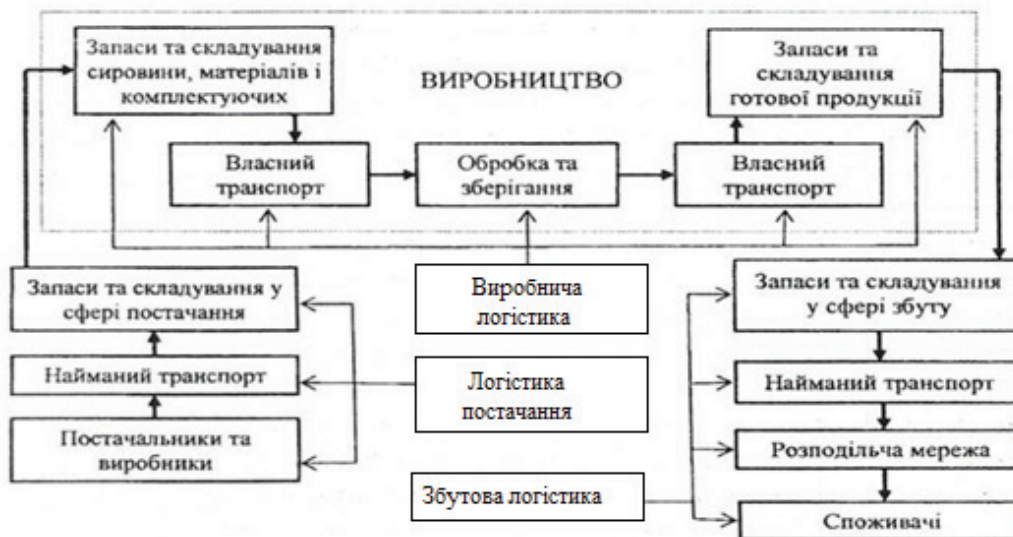 Запаси та складування
сировини, матеріалів і
комплектуючих
ВИРОБНИЦТВО
Запаси та
складування
готової продукції
Власний
транспорт
Обробка та
зберігання
Власний
транспорт
Запаси та складування у
сфері постачання
Виробнича
логістика
Запаси та складування
у сфері збуту
Найманий транспорт
Логістика
постачання
Найманий транспорт
Постачальники та
виробники
Розподільча мережа
Збутова логістика
Споживачі